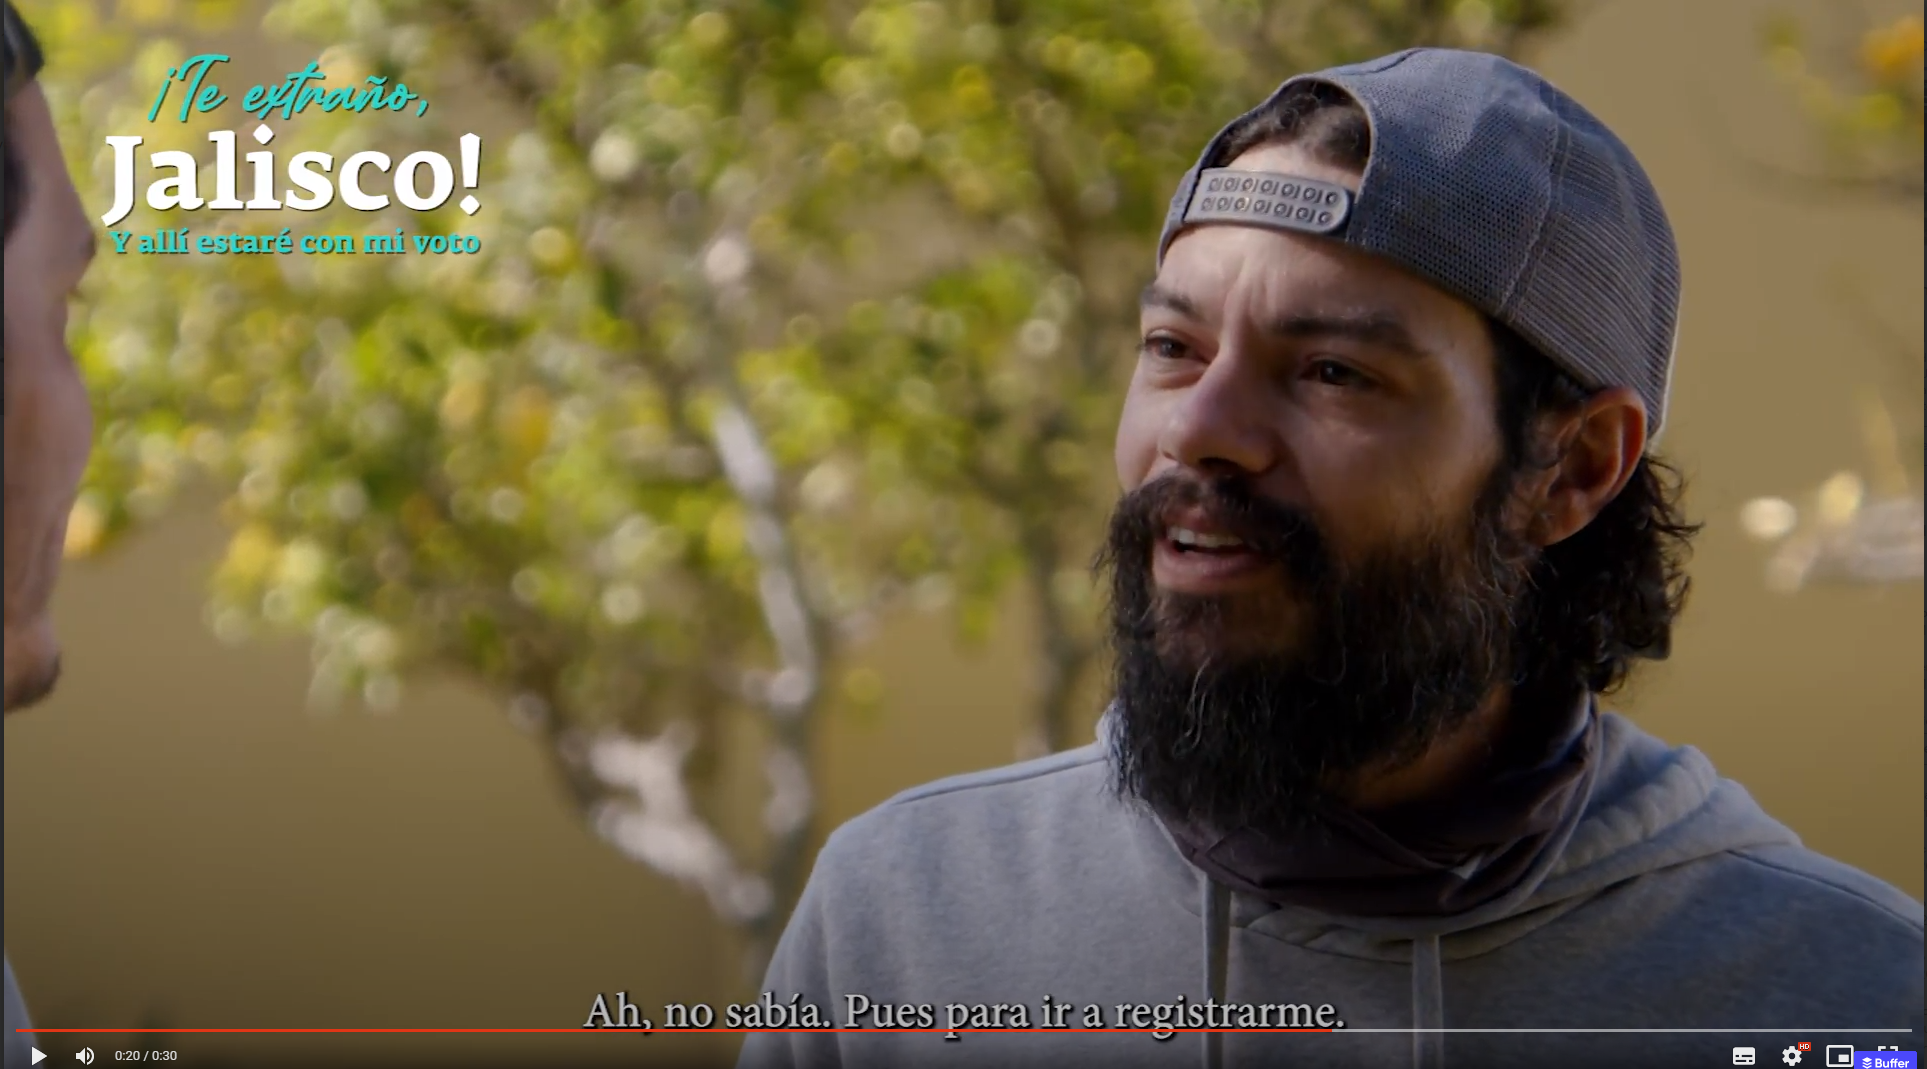 ¡Te extraño,
Jalisco!
Y allí estaré con mi voto
Ah, no sabía. Pues para ir a registrarme.
0:20 / 0:30
HD
Buffer